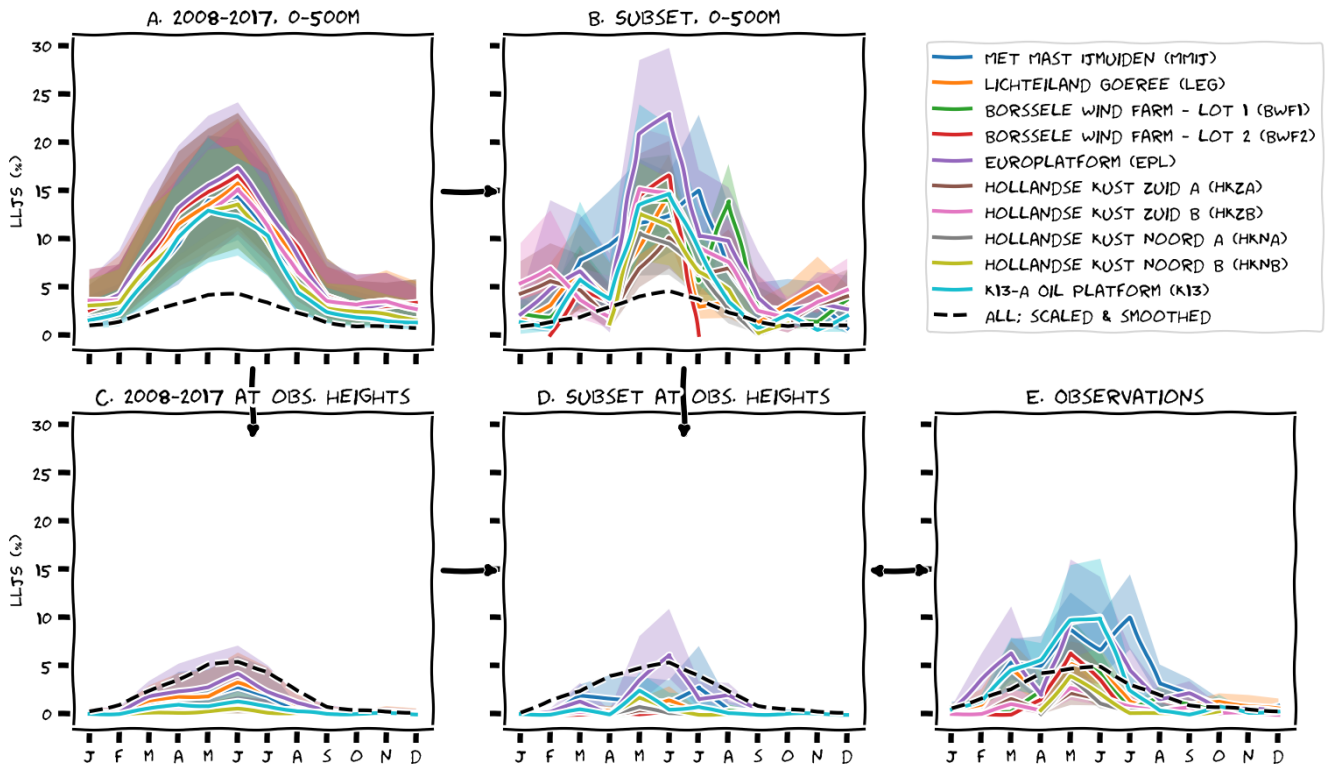 A. 2008-2017, 0-500M
B. SUBSET, 0-500M
LLJS (%)
30
25
20
15
10
5
0
30
25
20
15
10
5
0
MET MAST IJMUIDEN (MMIJ)
LICHTEILAND GOEREE (LEG)
BORSSELE WIND FARM - LOT 1 (BWF1)
BORSSELE WIND FARM - LOT 2 (BWF2)
EUROPLATFORM (EPL)
HOLLANDSE KUST ZUID A (HKZA)
HOLLANDSE KUST ZUID B (HKZB)
HOLLANDSE KUST NOORD A (HKNA)
HOLLANDSE KUST NOORD B (HKNB)
K13-A OIL PLATFORM (K13)
ALL; SCALED & SMOOTHED
C. 2008-2017 AT OBS. HEIGHTS
D. SUBSET AT OBS. HEIGHTS
E. OBSERVATIONS
LLJS (%)
J F M A M J J A S O N D
J F M A M J J A S O N D
J F M A M J J A S O N D